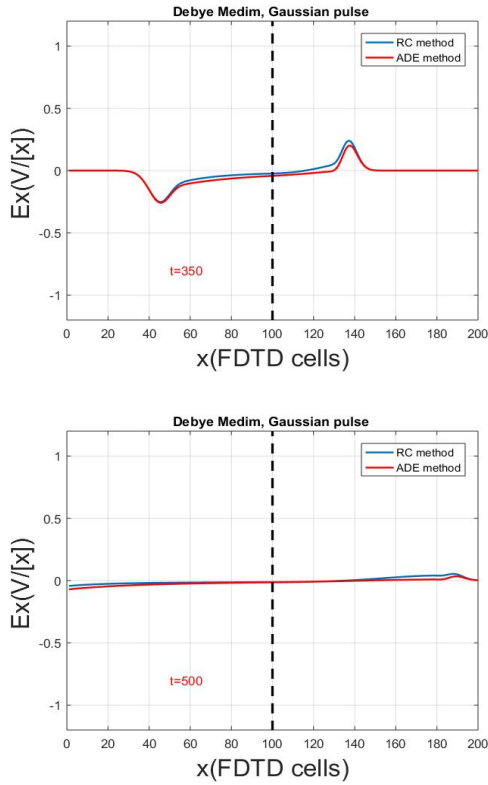 Debye Medim, Gaussian pulse
RC method
ADE method
1
0.5
0
-0.5
-1
Ex(V/[x])
t=350
0 20 40 60 80 100 120 140 160 180 200
x(FDTD cells)
Debye Medim, Gaussian pulse
RC method
ADE method
1
0.5
0
-0.5
-1
Ex(V/[x])
t=500
0 20 40 60 80 100 120 140 160 180 200
x(FDTD cells)